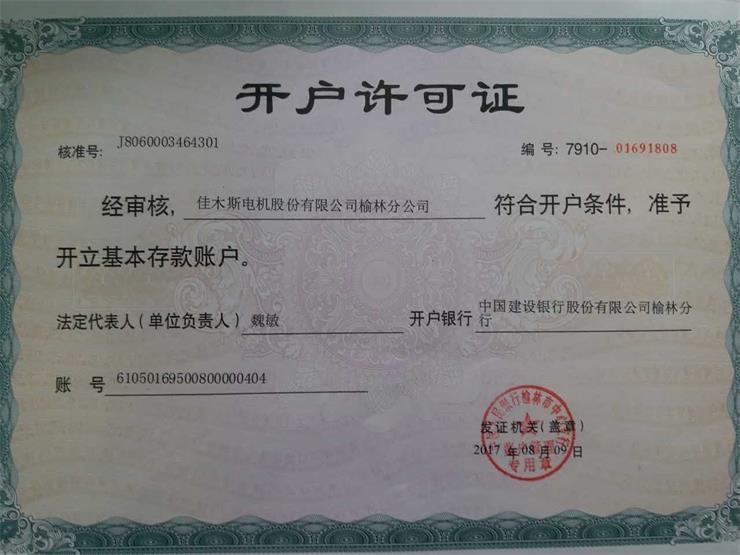 开户许可证
核准号: J8060003464301 编 号: 7910- 01691808
经审核, 佳木斯电机股份有限公司榆林分公司 符合开户条件, 准予
开立基本存款账户。
法定代表人(单位负责人) 魏敏 开户银行 中国建设银行股份有限公司榆林分
行
账 号 61050169500800000404
发证机关(盖章)
2017 年 08 月 09 日
专用章